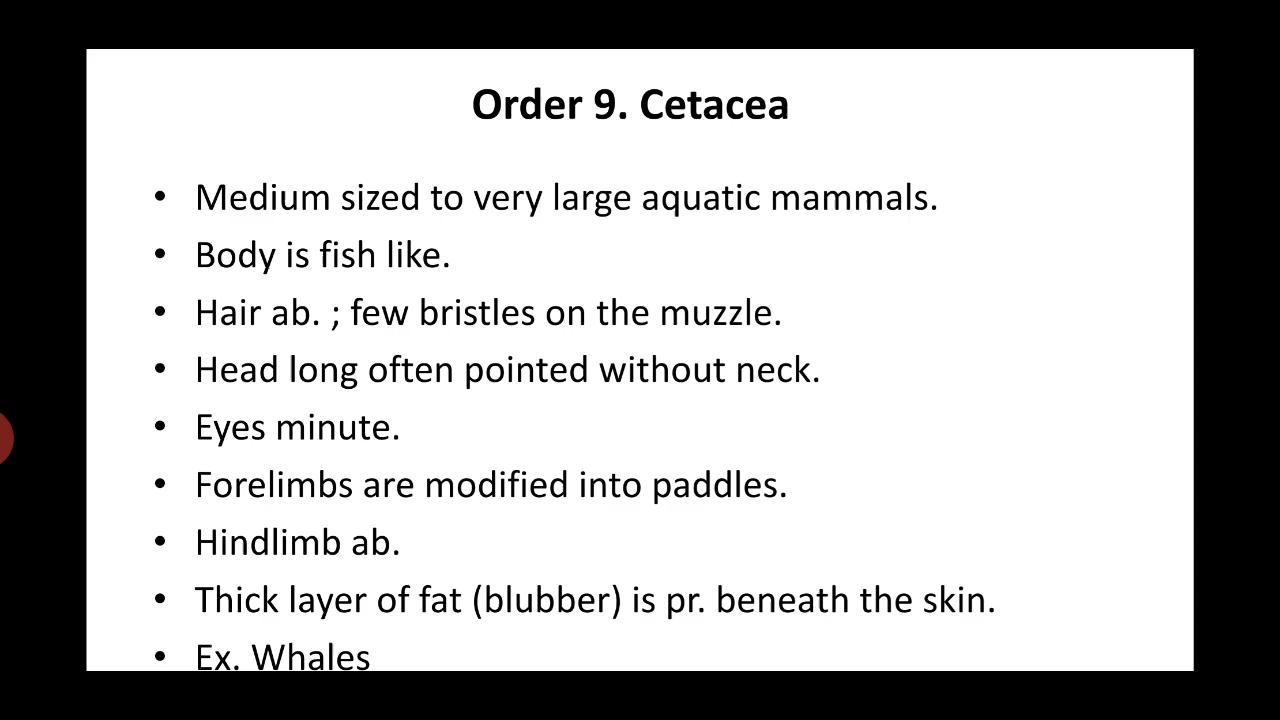 Order 9. Cetacea
• Medium sized to very large aquatic mammals.
• Body is fish like.
• Hair ab. ; few bristles on the muzzle.
• Head long often pointed without neck.
• Eyes minute.
• Forelimbs are modified into paddles.
• Hindlimb ab.
• Thick layer of fat (blubber) is pr. beneath the skin.
• Ex. Whales